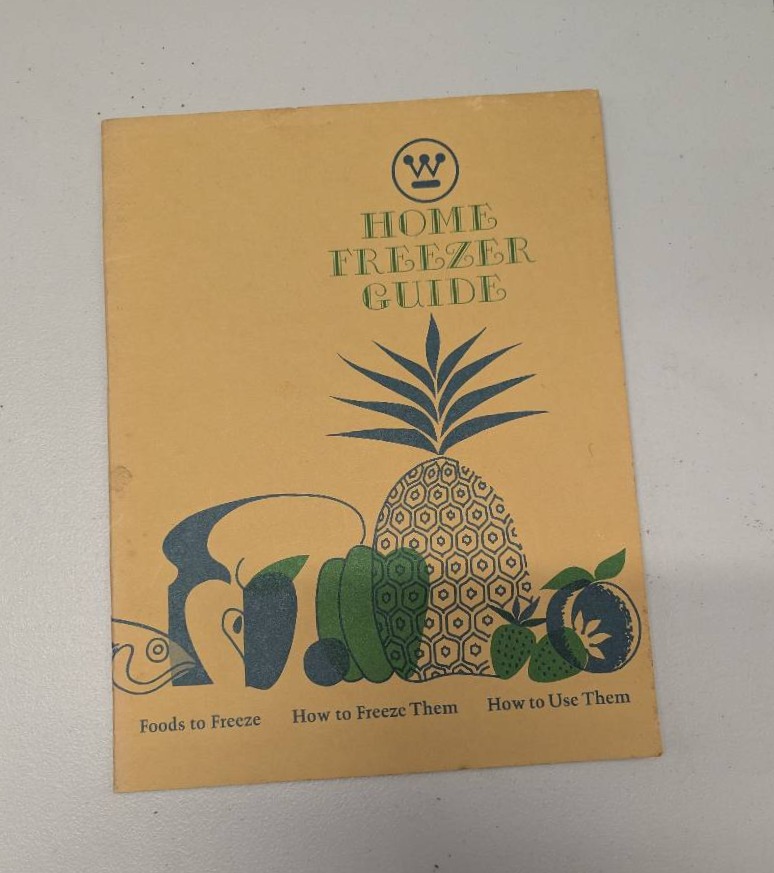 W
HOME
FREEZER
GUIDE
Foods to Freeze How to Freeze Them How to Use Them